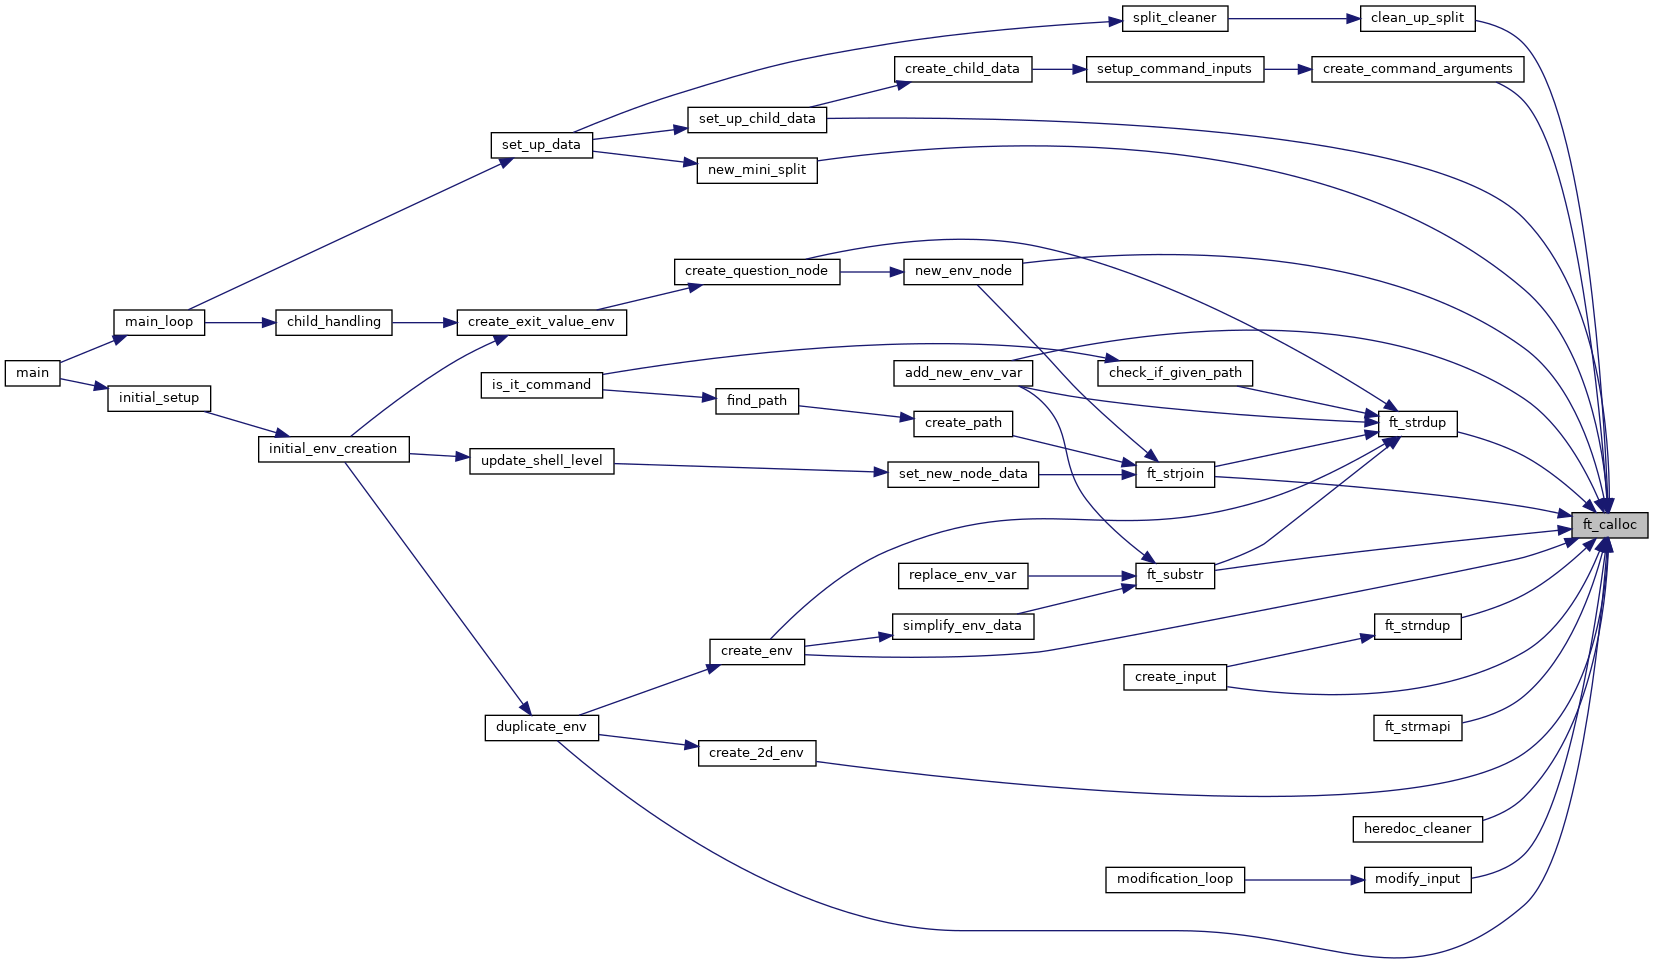 split_cleaner
clean_up_split
create_child_data
setup_command_inputs
create_command_arguments
set_up_child_data
set_up_data
new_mini_split
create_question_node
new_env_node
main_loop
child_handling
create_exit_value_env
main
add_new_env_var
check_if_given_path
is_it_command
initial_setup
find_path
create_path
ft_strdup
initial_env_creation
update_shell_level
set_new_node_data
ft_strjoin
ft_calloc
replace_env_var
ft_substr
simplify_env_data
ft_strndup
create_env
create_input
duplicate_env
ft_strmapi
create_2d_env
heredoc_cleaner
modification_loop
modify_input